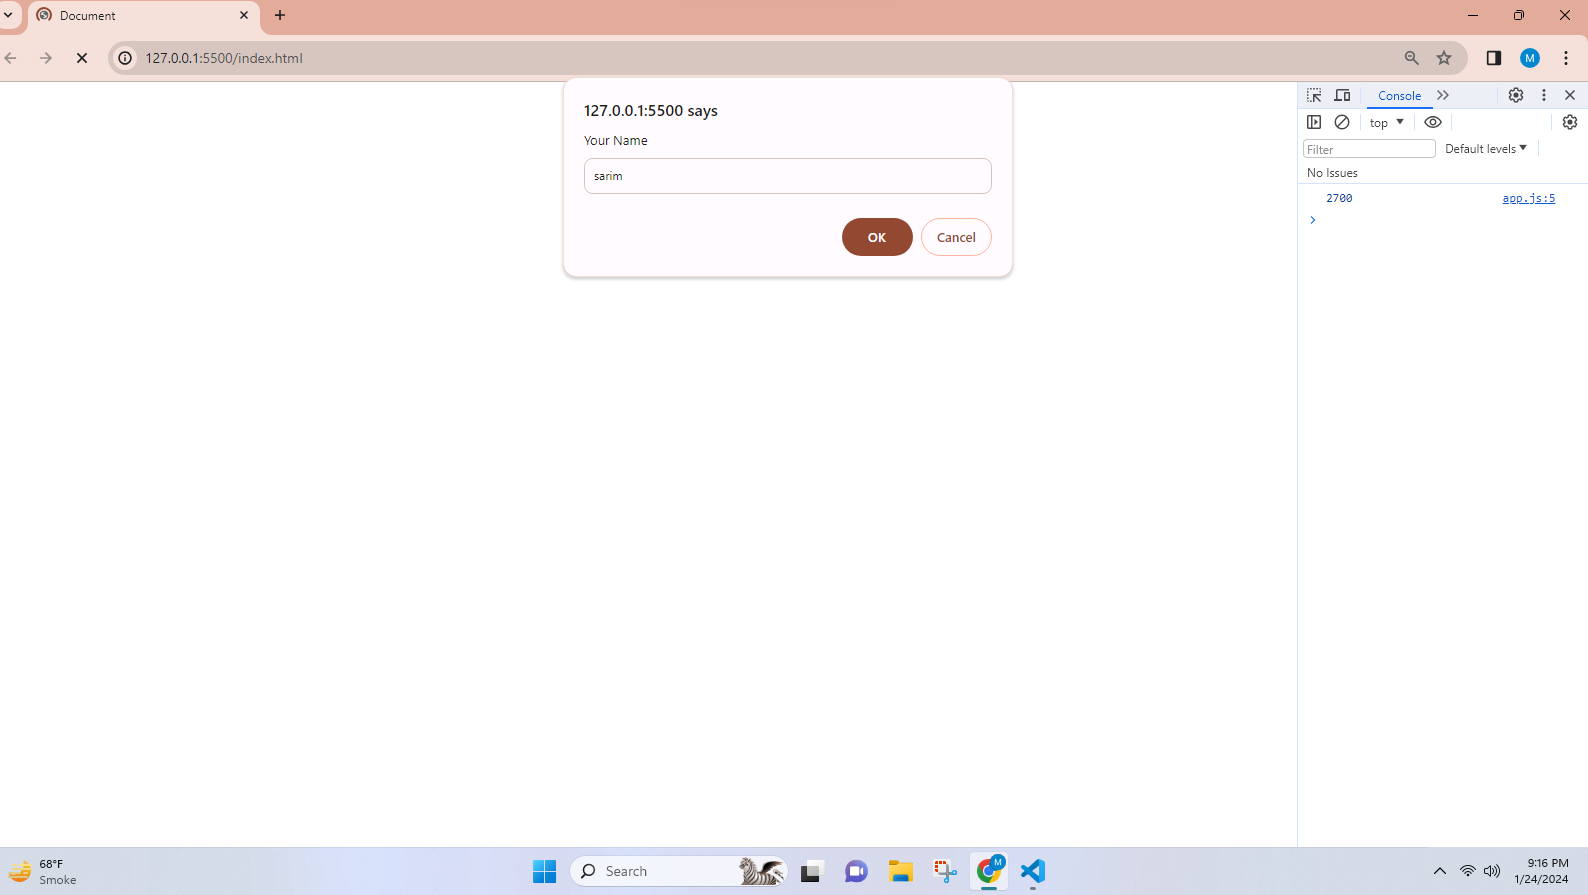 Document
127.0.0.1:5500/index.html
M
127.0.0.1:5500 says
Your Name
sarim
OK
Cancel
Console
top
Filter
Default levels
No Issues
2700 app.js:5
68°F
Smoke
Search
M
9:16 PM
1/24/2024